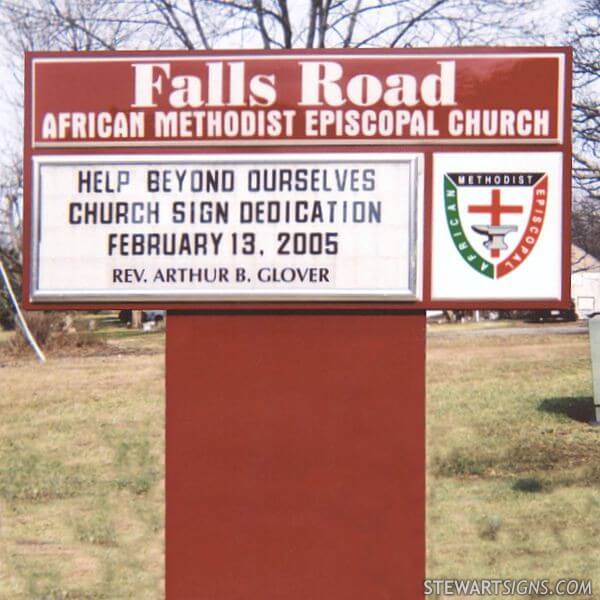 Falls Road
AFRICAN METHODIST EPISCOPAL CHURCH
HELP BEYOND OURSELVES
CHURCH SIGN DEDICATION
FEBRUARY 13, 2005
REV. ARTHUR B. GLOVER
AFRICAN METHODIST EPISCOPAL
STEWARTSIGNS.COM